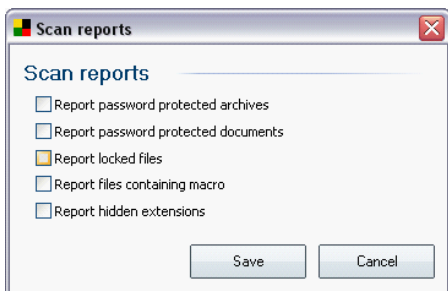 Scan reports
Scan reports
Report password protected archives
Report password protected documents
Report locked files
Report files containing macro
Report hidden extensions
Save Cancel